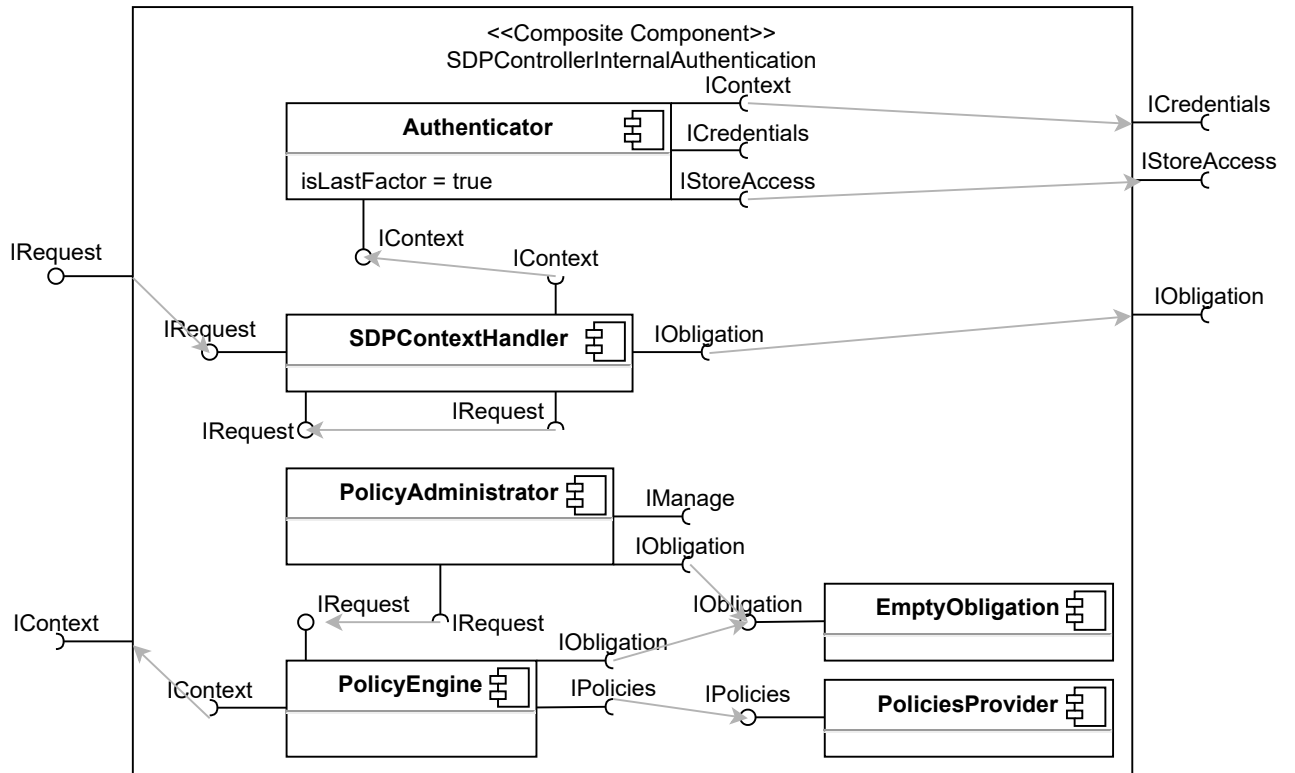 <<Composite Component>>
SDPControllerInternalAuthentication
IContext
ICredentials
Authenticator
ICredentials
IStoreAccess
isLastFactor = true
IStoreAccess
IContext
IRequest
IContext
IObligation
IRequest
SDPContextHandler
IObligation
IRequest
IRequest
PolicyAdministrator
IManage
IObligation
IRequest
IObligation
EmptyObligation
IContext
IRequest
IObligation
IContext
PolicyEngine
IPolicies
IPolicies
PoliciesProvider